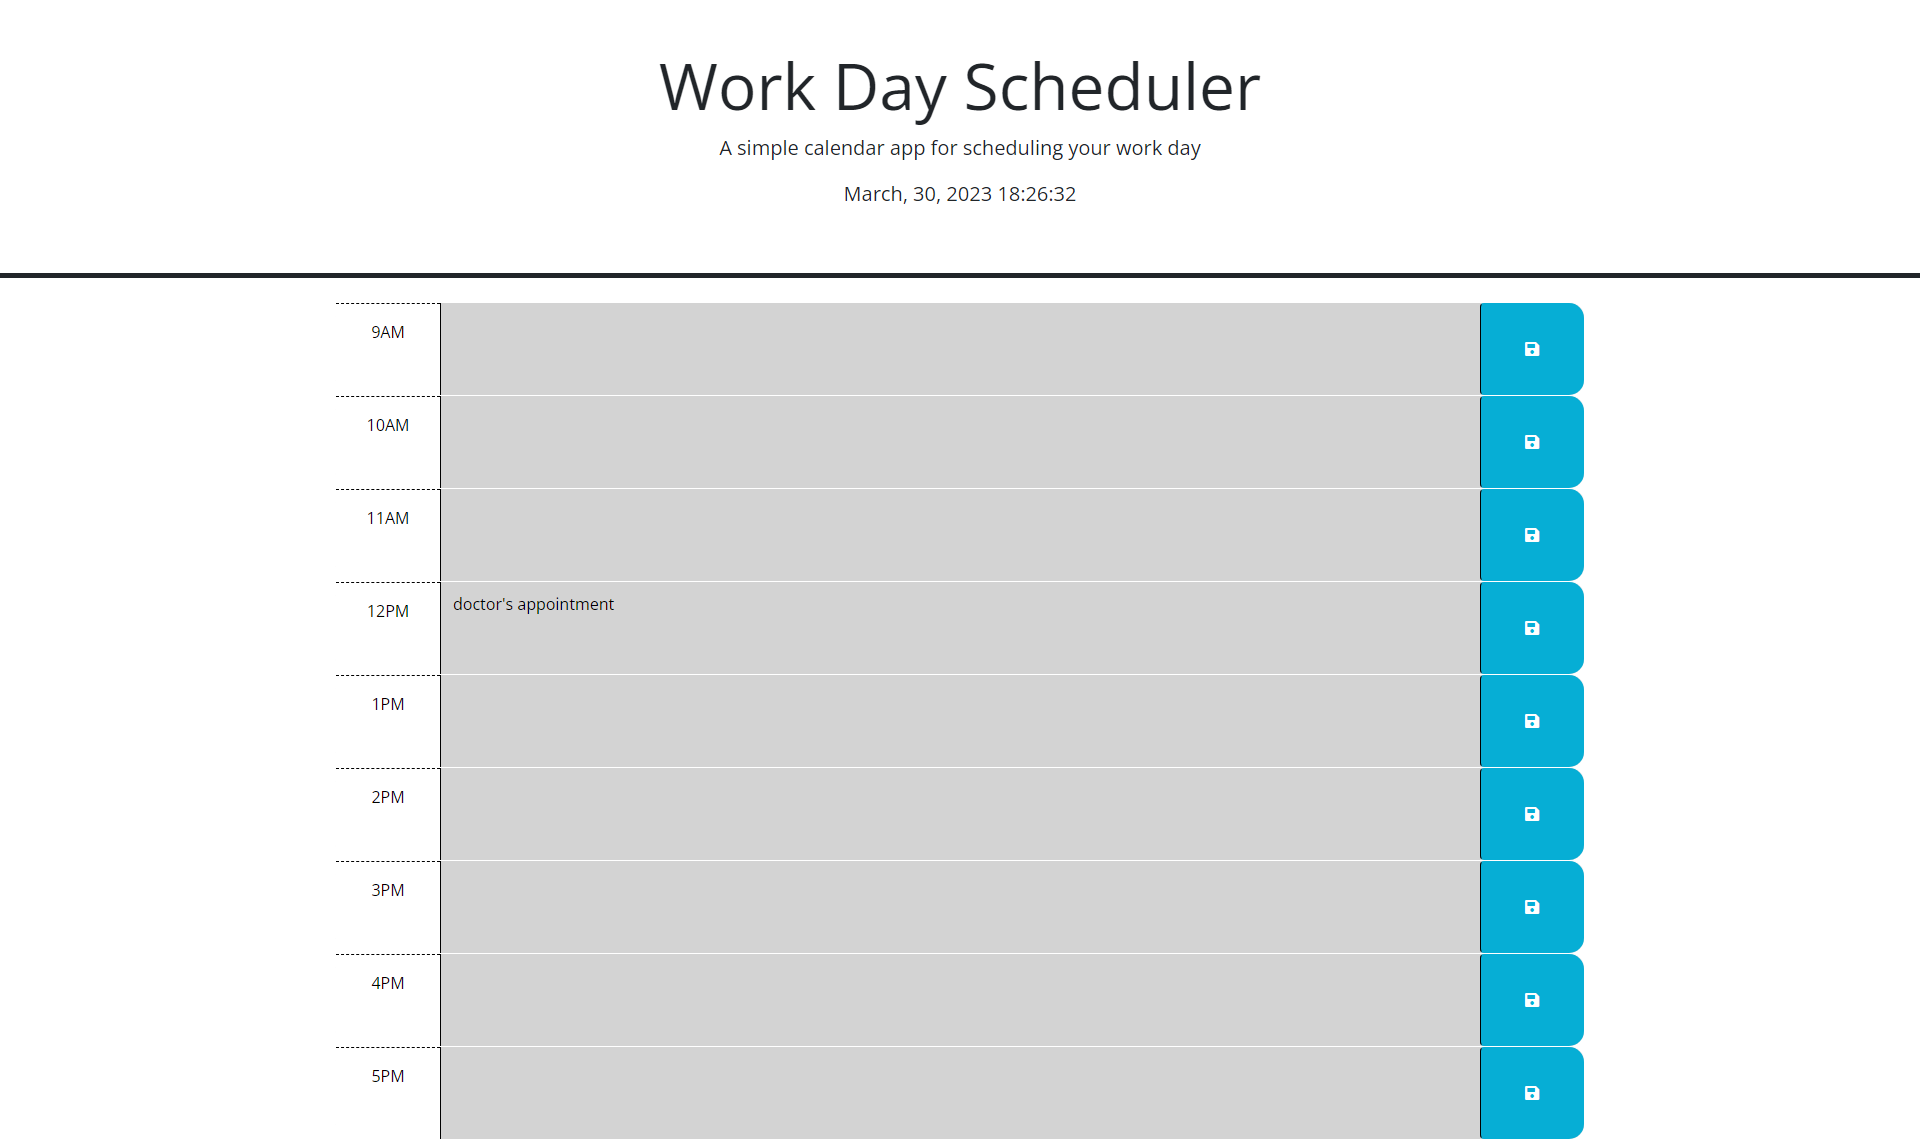 Work Day Scheduler
A simple calendar app for scheduling your work day
March, 30, 2023 18:26:32
9AM
10AM
11AM
12PM doctor's appointment
1PM
2PM
3PM
4PM
5PM